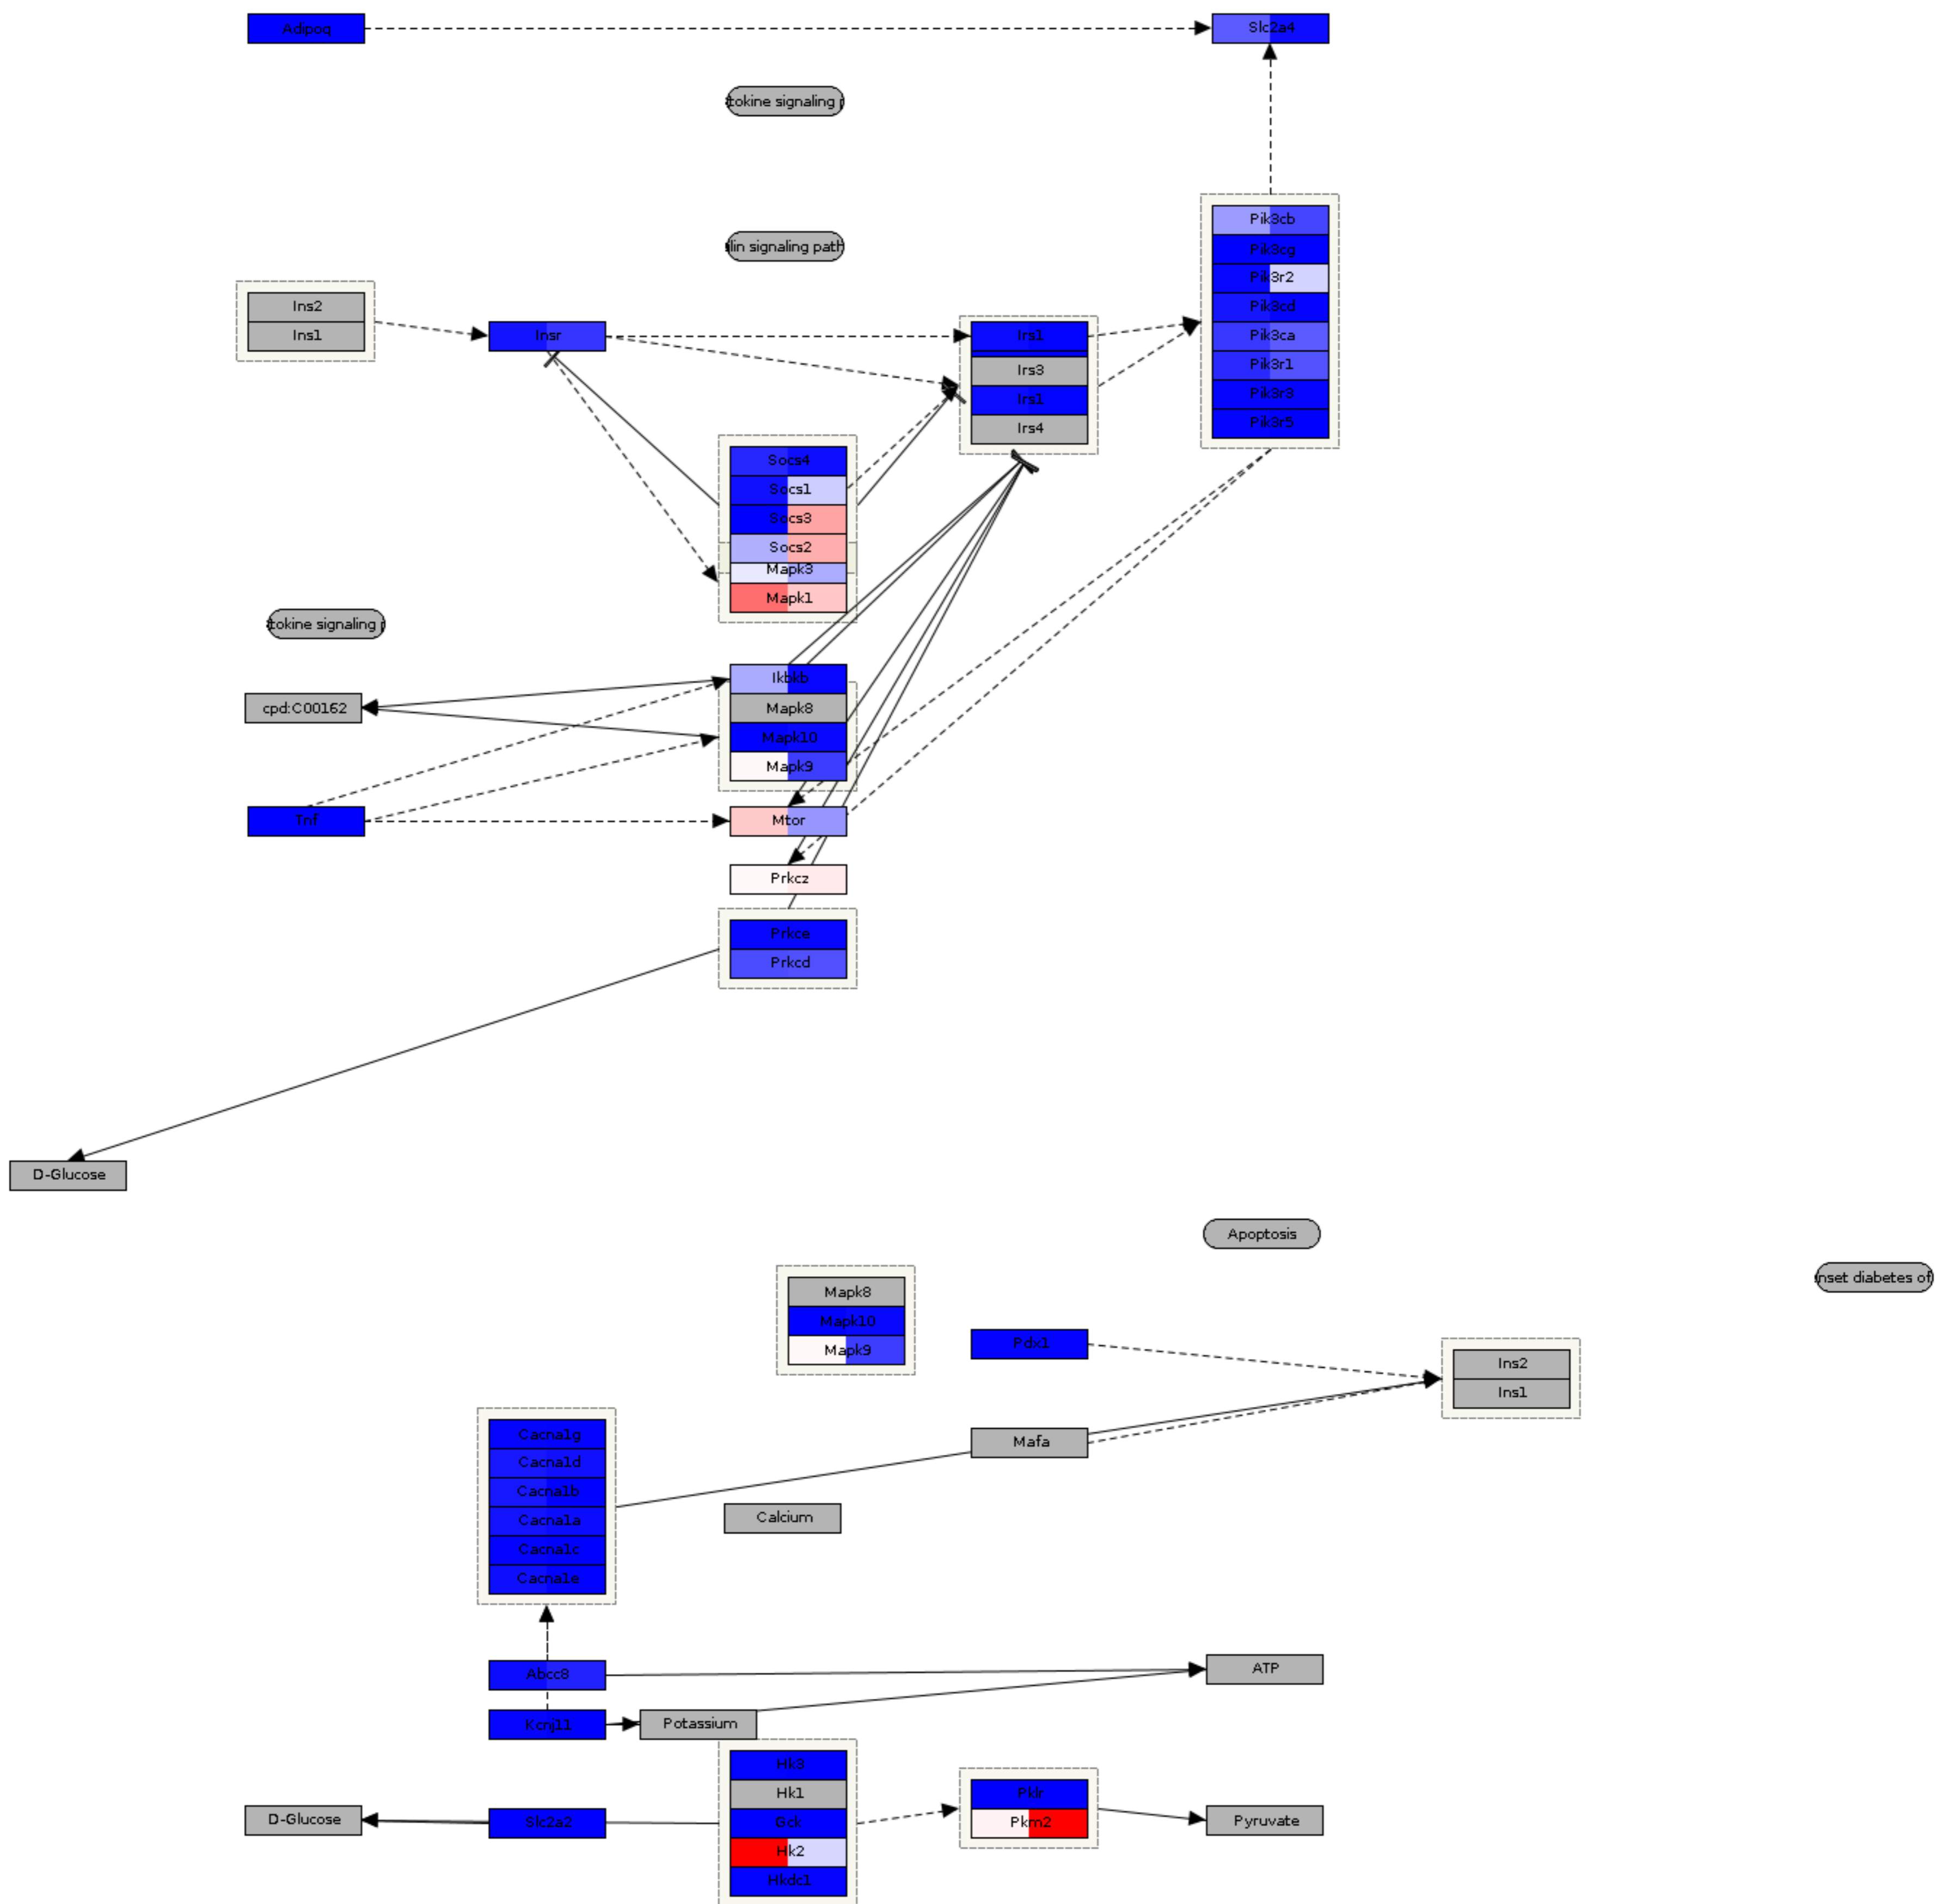 Adipoq
Slc2a4
tokine signaling p
lin signaling path
Pik3cb
Pik3cg
Pik3r2
Pik3cd
Pik3ca
Pik3r1
Pik3r3
Pik3r5
Ins2
Ins1
Insr
Irs1
Irs3
Irs1
Irs4
Socs4
Socs1
Socs3
Socs2
Mapk3
Mapk1
tokine signaling p
Ikbkb
Mapk8
Mapk10
Mapk9
cpd:C00162
Tnf
Mtor
Prkcz
Prkce
Prkcd
D-Glucose
Apoptosis
nset diabetes of
Mapk8
Mapk10
Mapk9
Pdx1
Ins2
Ins1
Mafa
Cacna1g
Cacna1d
Cacna1b
Cacna1a
Cacna1c
Cacna1e
Calcium
Abcc8
ATP
Kcnj11
Potassium
Hk3
Hk1
Gck
Hk2
Hkdc1
D-Glucose
Slc2a2
Pklr
Pkm2
Pyruvate